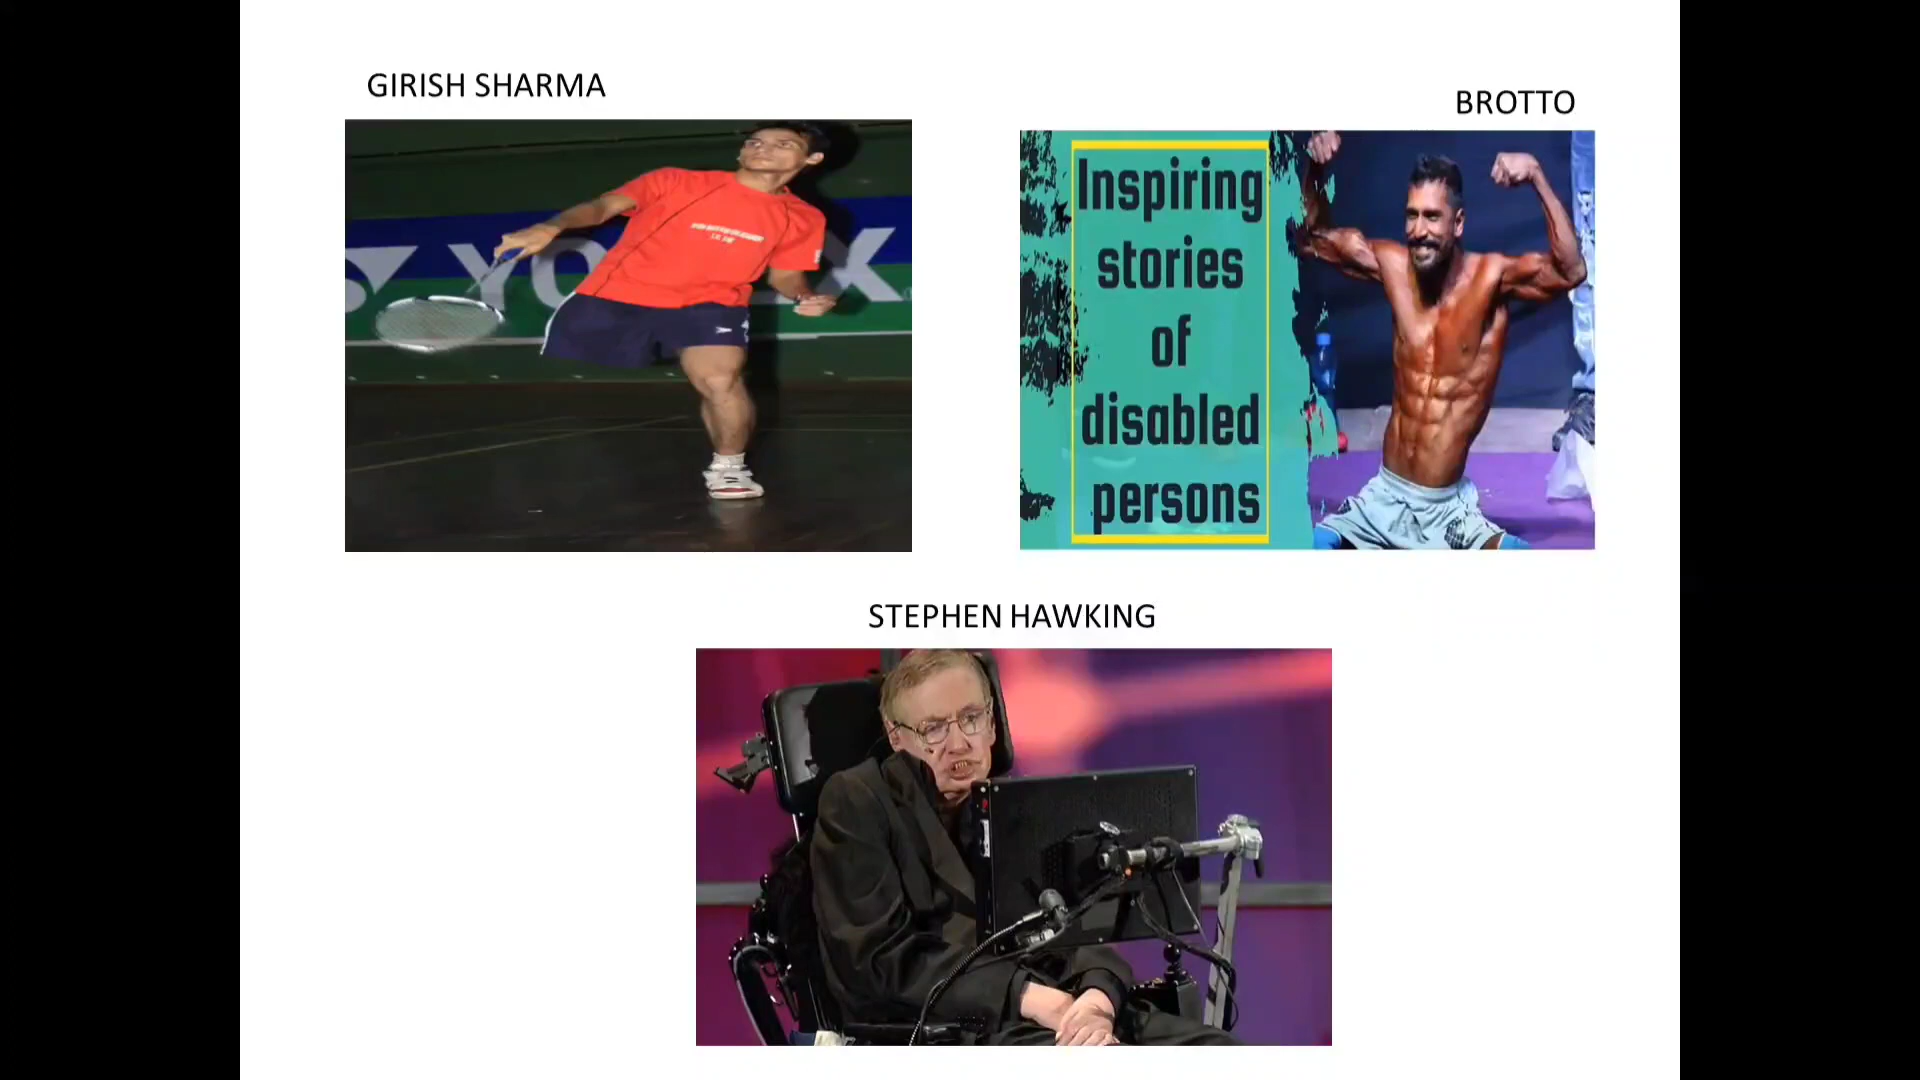 GIRISH SHARMA
BROTTO
Inspiring
stories
of
disabled
persons
STEPHEN HAWKING